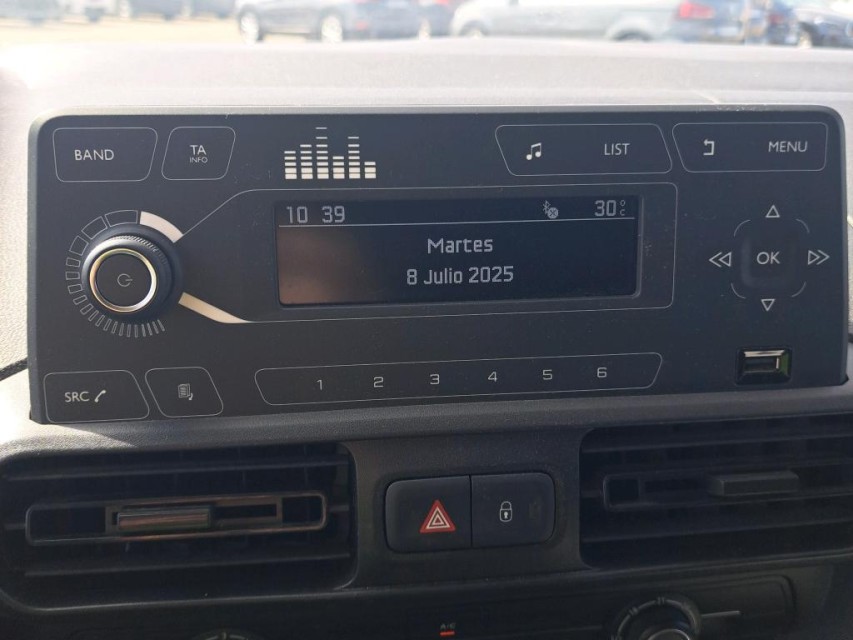 BAND
TA
INFO
LIST
MENU
10 39
30°C
Martes
8 Julio 2025
OK
SRC
1 2 3 4 5 6